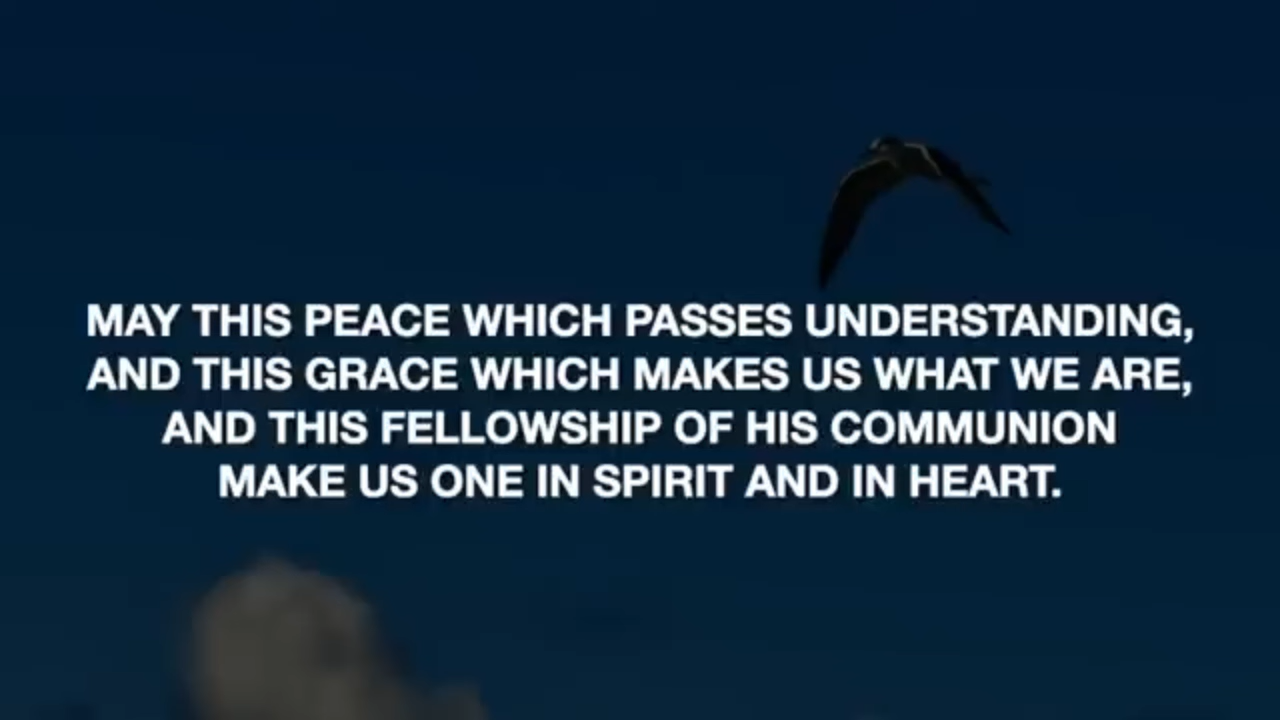 MAY THIS PEACE WHICH PASSES UNDERSTANDING,
AND THIS GRACE WHICH MAKES US WHAT WE ARE,
AND THIS FELLOWSHIP OF HIS COMMUNION
MAKE US ONE IN SPIRIT AND IN HEART.